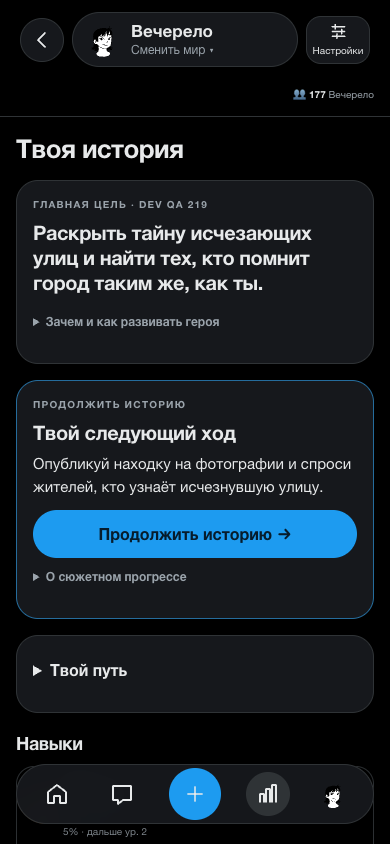 Вечерело
Сменить мир ▾
Настройки
177 Вечерело
Твоя история
ГЛАВНАЯ ЦЕЛЬ · DEV QA 219
Раскрыть тайну исчезающих
улиц и найти тех, кто помнит
город таким же, как ты.
▶ Зачем и как развивать героя
ПРОДОЛЖИТЬ ИСТОРИЮ
Твой следующий ход
Опубликуй находку на фотографии и спроси
жителей, кто узнаёт исчезнувшую улицу.
Продолжить историю →
▶ О сюжетном прогрессе
▶ Твой путь
Навыки
5% · дальше ур. 2